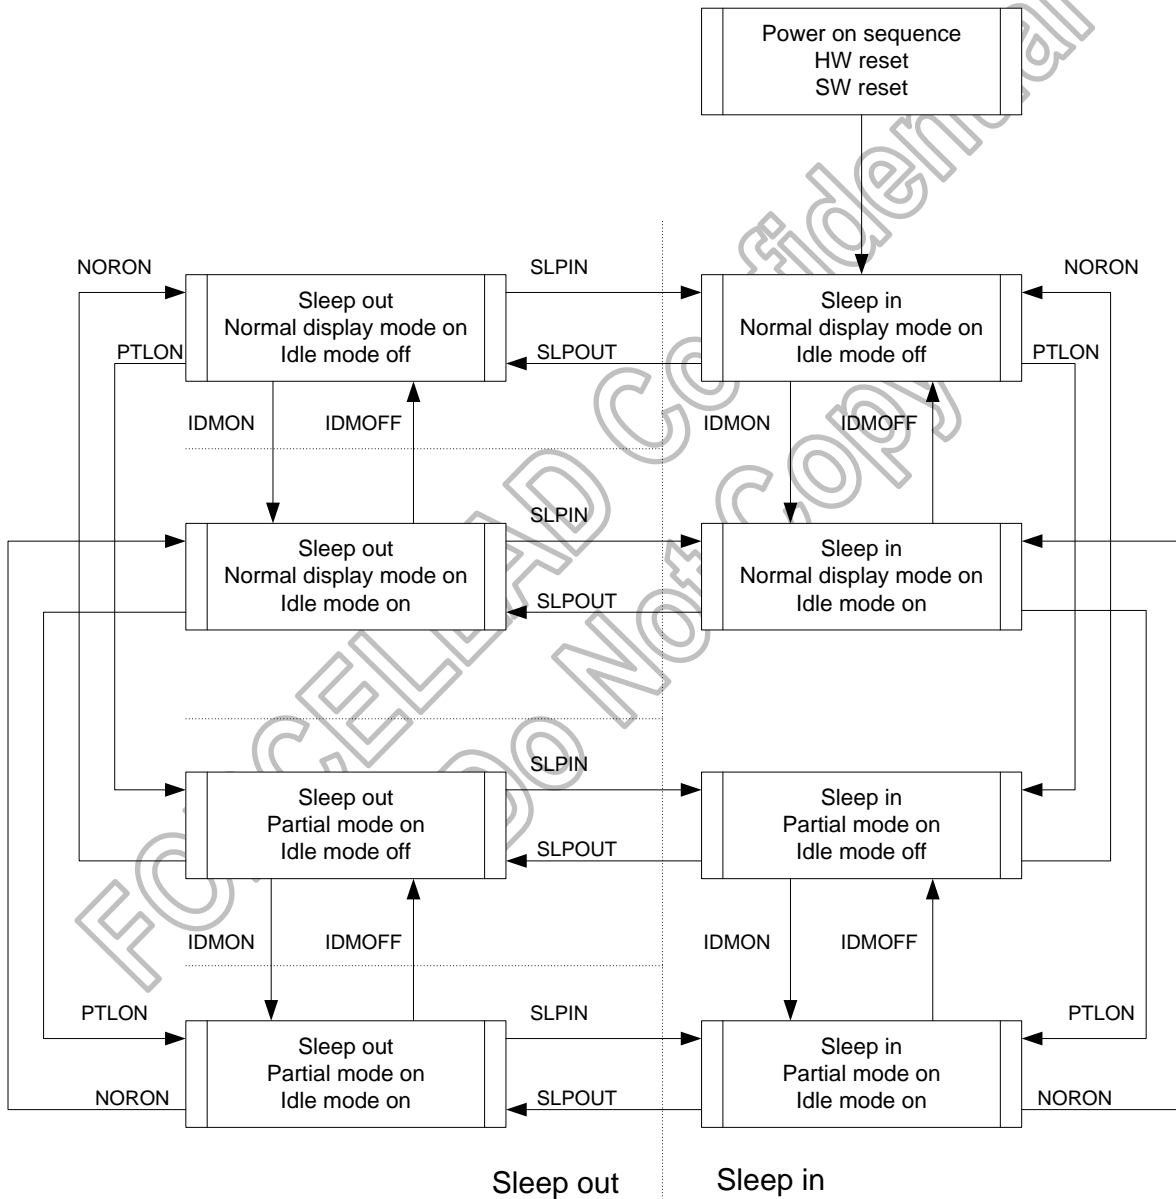 Power on sequence
HW reset
SW reset
NORON
SLPIN
NORON
Sleep out
Normal display mode on
Idle mode off
Sleep in
Normal display mode on
Idle mode off
PTLON
SLPOUT
PTLON
IDMON
IDMOFF
IDMON
IDMOFF
SLPIN
Sleep out
Normal display mode on
Idle mode on
Sleep in
Normal display mode on
Idle mode on
SLPOUT
SLPIN
Sleep out
Partial mode on
Idle mode off
Sleep in
Partial mode on
Idle mode off
SLPOUT
IDMON
IDMOFF
IDMON
IDMOFF
PTLON
SLPIN
PTLON
Sleep out
Partial mode on
Idle mode on
Sleep in
Partial mode on
Idle mode on
NORON
SLPOUT
NORON
Sleep out
Sleep in
Do Not Copy